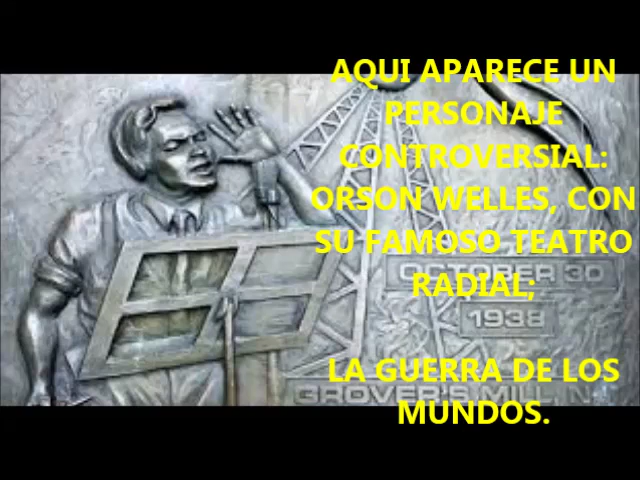 AQUI APARECE UN
PERSONAJE
CONTROVERSIAL:
ORSON WELLES, CON
SU FAMOSO TEATRO
RADIAL;
LA GUERRA DE LOS
MUNDOS.
OCTOBER 30
1938
GROVER'S MILL, N